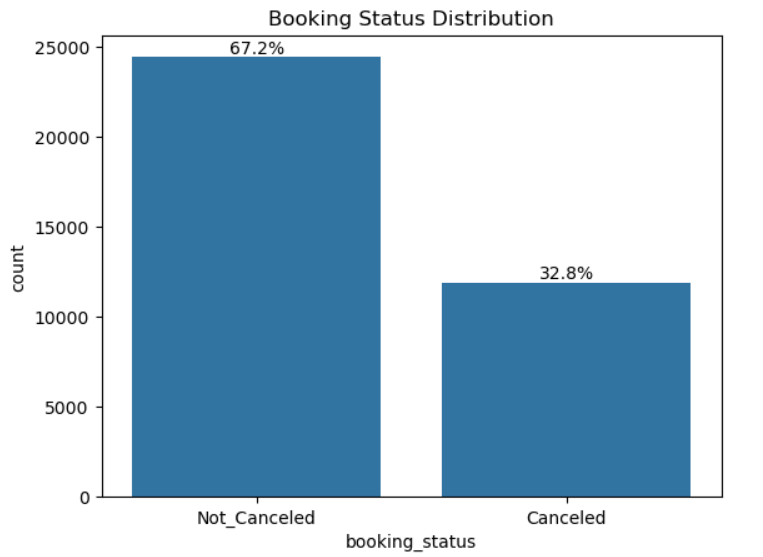 Booking Status Distribution
67.2%
32.8%
25000
20000
15000
10000
5000
0
count
Not_Canceled
Canceled
booking_status